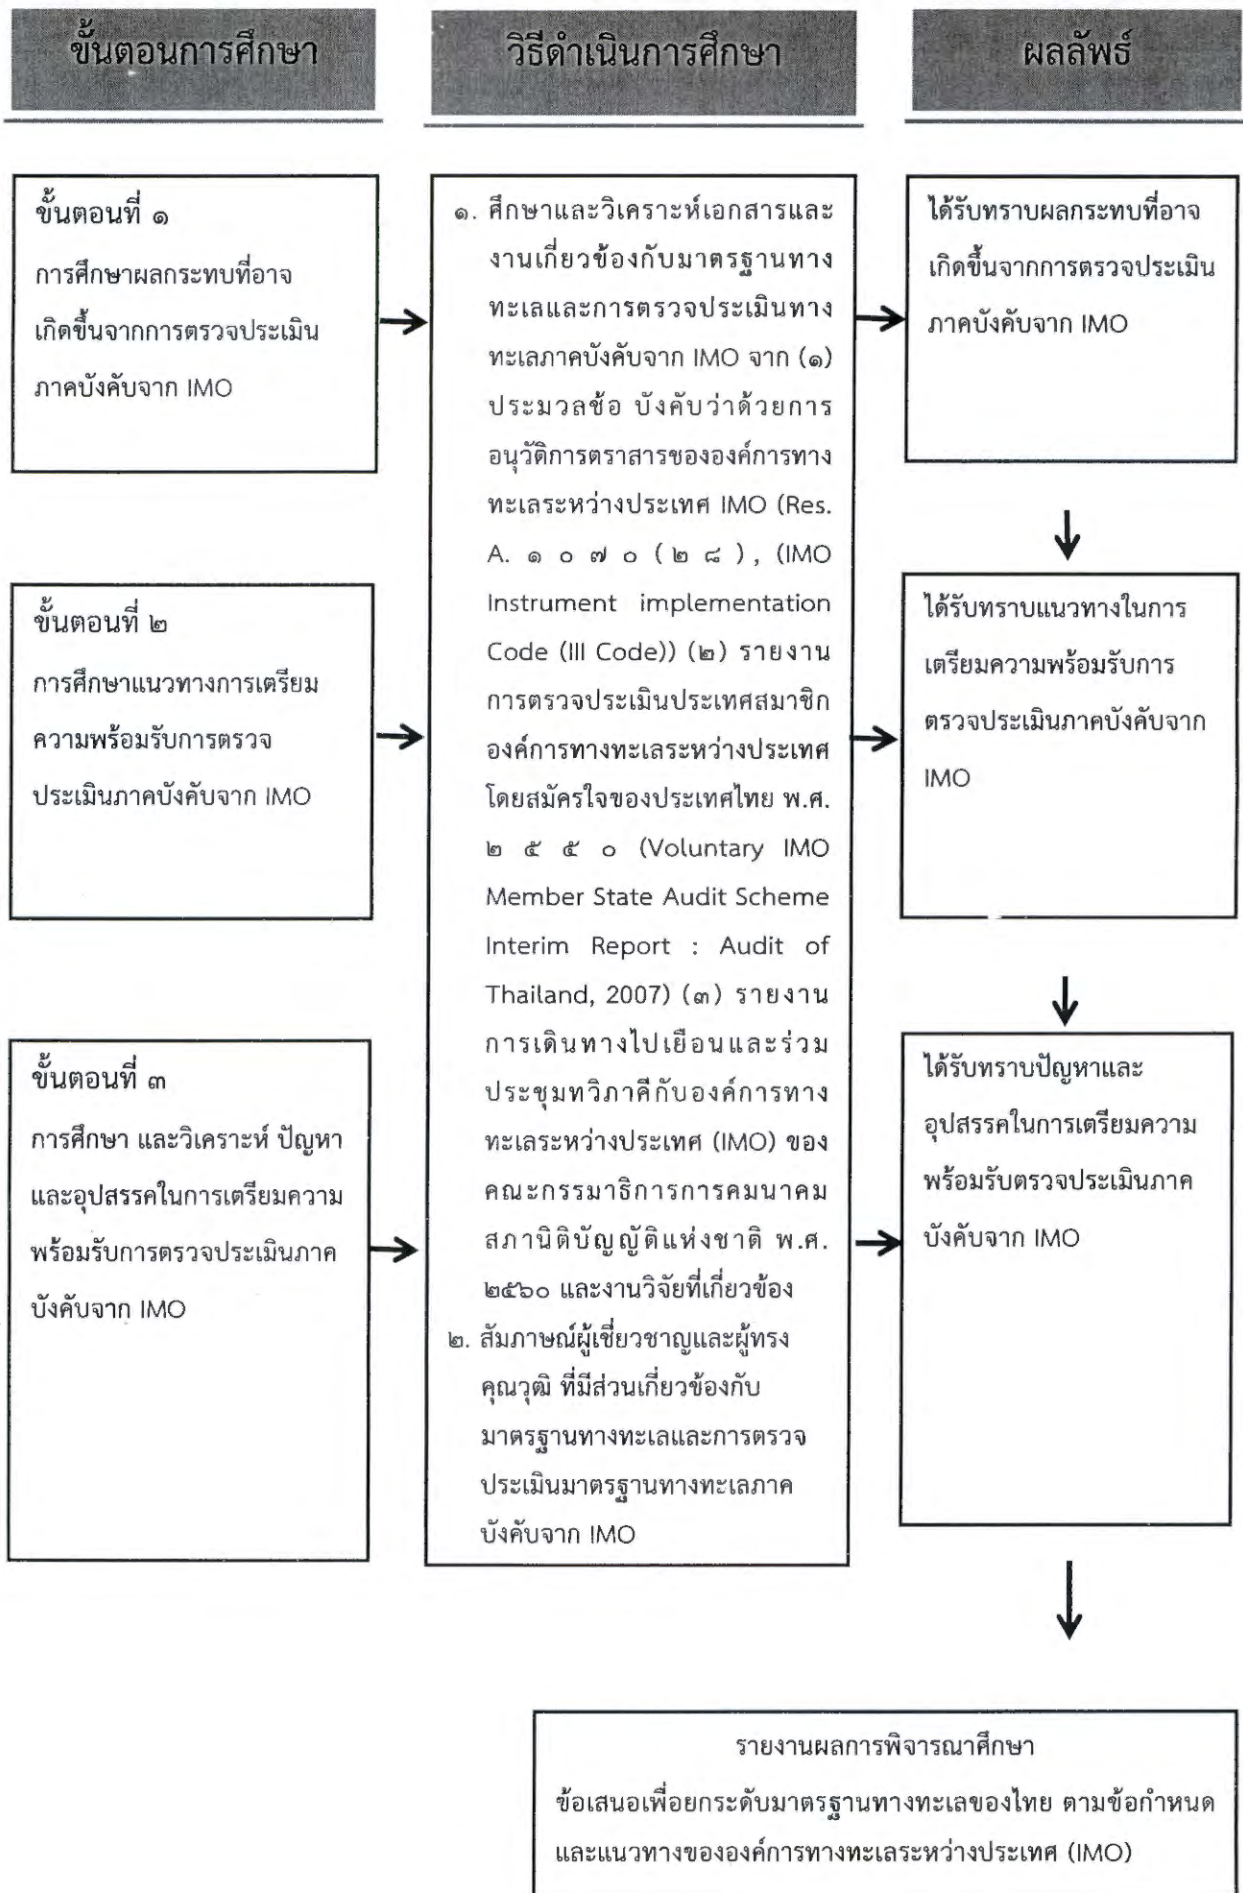 ขั้นตอนการศึกษา
วิธีดำเนินการศึกษา
ผลลัพธ์
ขั้นตอนที่ ๑
การศึกษาผลกระทบที่อาจ
เกิดขึ้นจากการตรวจประเมิน
ภาคบังคับจาก IMO
๑. ศึกษาและวิเคราะห์เอกสารและ
งานเกี่ยวข้องกับมาตรฐานทาง
ทะเลและการตรวจประเมินทาง
ทะเลภาคบังคับจาก IMO จาก (๑)
ประมวลข้อ บังคับว่าด้วยการ
อนุวัติการตราสารขององค์การทาง
ทะเลระหว่างประเทศ IMO (Res.
A. ๑ ๐ ๗ ๐ ( ๒ ๘ ) , (IMO
Instrument implementation
Code (III Code)) (๒) รายงาน
การตรวจประเมินประเทศสมาชิก
องค์การทางทะเลระหว่างประเทศ
โดยสมัครใจของประเทศไทย พ.ศ.
๒ ๕ ๕ ๐ (Voluntary IMO
Member State Audit Scheme
Interim Report : Audit of
Thailand, 2007) (๓) รายงาน
การเดินทางไปเยือนและร่วม
ประชุมทวิภาคีกับองค์การทาง
ทะเลระหว่างประเทศ (IMO) ของ
คณะกรรมาธิการการคมนาคม
สภานิติบัญญัติแห่งชาติ พ.ศ.
๒๕๖๐ และงานวิจัยที่เกี่ยวข้อง
๒. สัมภาษณ์ผู้เชี่ยวชาญและผู้ทรง
คุณวุฒิ ที่มีส่วนเกี่ยวข้องกับ
มาตรฐานทางทะเลและการตรวจ
ประเมินมาตรฐานทางทะเลภาค
บังคับจาก IMO
ได้รับทราบผลกระทบที่อาจ
เกิดขึ้นจากการตรวจประเมิน
ภาคบังคับจาก IMO
ขั้นตอนที่ ๒
การศึกษาแนวทางการเตรียม
ความพร้อมรับการตรวจ
ประเมินภาคบังคับจาก IMO
ได้รับทราบแนวทางในการ
เตรียมความพร้อมรับการ
ตรวจประเมินภาคบังคับจาก
IMO
ขั้นตอนที่ ๓
การศึกษา และวิเคราะห์ ปัญหา
และอุปสรรคในการเตรียมความ
พร้อมรับการตรวจประเมินภาค
บังคับจาก IMO
ได้รับทราบปัญหาและ
อุปสรรคในการเตรียมความ
พร้อมรับตรวจประเมินภาค
บังคับจาก IMO
รายงานผลการพิจารณาศึกษา
ข้อเสนอเพื่อยกระดับมาตรฐานทางทะเลของไทย ตามข้อกำหนด
และแนวทางขององค์การทางทะเลระหว่างประเทศ (IMO)